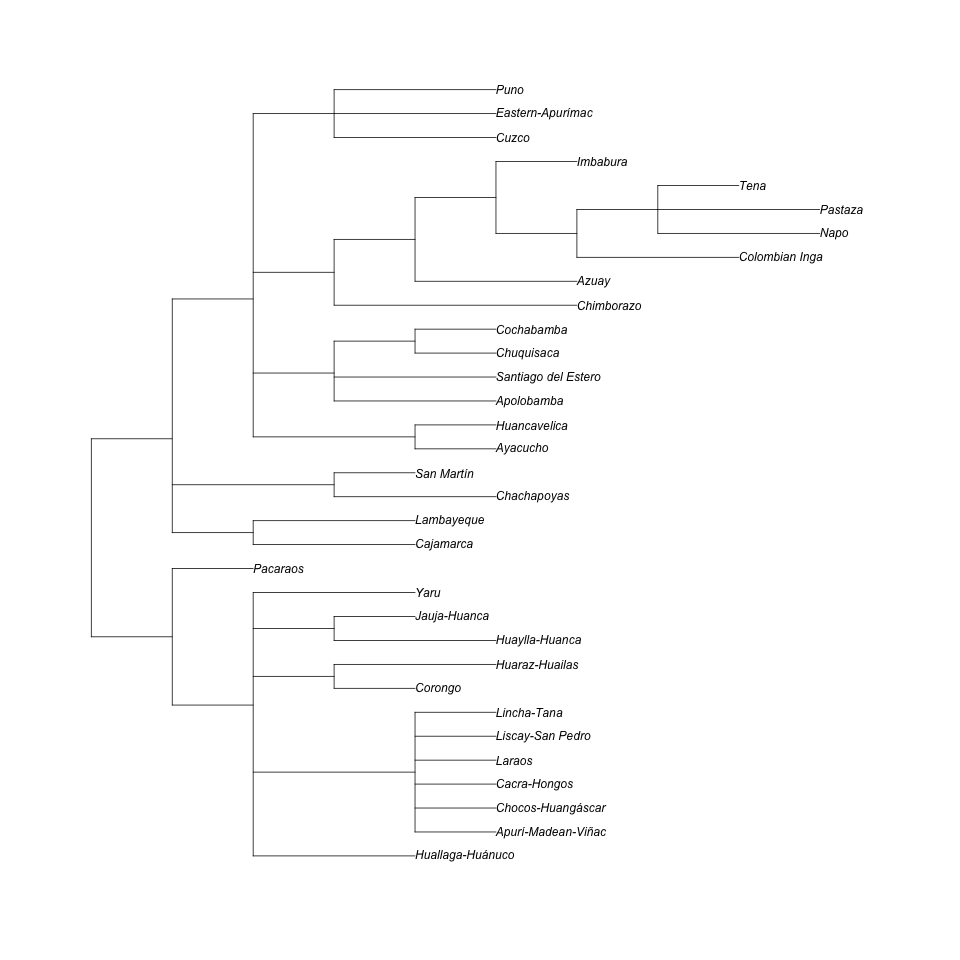 Puno
Eastern-Apurímac
Cuzco
Imbabura
Tena
Pastaza
Napo
Colombian Inga
Azuay
Chimborazo
Cochabamba
Chuquisaca
Santiago del Estero
Apolobamba
Huancavelica
Ayacucho
San Martín
Chachapoyas
Lambayeque
Cajamarca
Pacaraos
Yaru
Jauja-Huanca
Huaylla-Huanca
Huaraz-Huailas
Corongo
Lincha-Tana
Liscay-San Pedro
Laraos
Cacra-Hongos
Chocos-Huangáscar
Apurí-Madean-Viñac
Huallaga-Huánuco